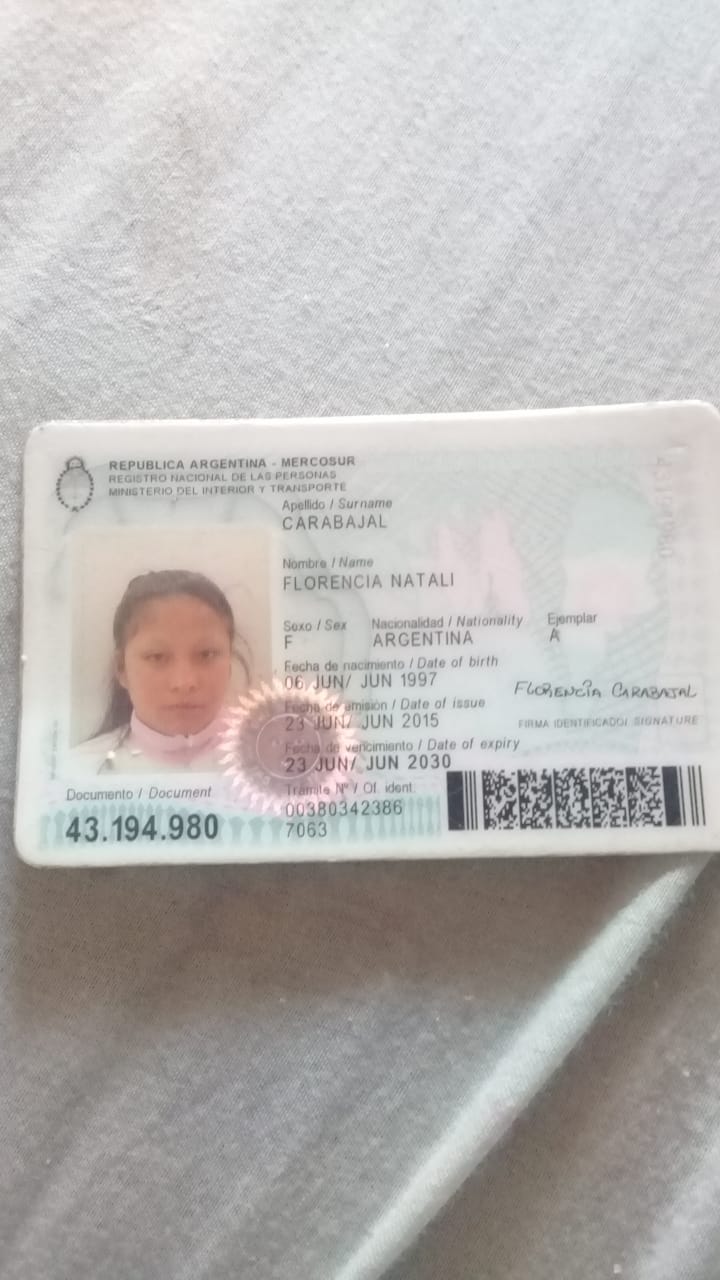 REPUBLICA ARGENTINA - MERCOSUR
REGISTRO NACIONAL DE LAS PERSONAS
MINISTERIO DEL INTERIOR Y TRANSPORTE
Apellido / Surname
CARABAJAL
Nombre / Name
FLORENCIA NATALI
Sexo / Sex Nacionalidad / Nationality Ejemplar
F ARGENTINA A
Fecha de nacimiento / Date of birth
06 JUN/ JUN 1997
Fecha de emisión / Date of issue
23 JUN/ JUN 2015
Fecha de vencimiento / Date of expiry
23 JUN/ JUN 2030
FLORENCIA CARABAJAL
FIRMA IDENTIFICADO/ SIGNATURE
Documento / Document
43.194.980
Trámite Nº / Of. ident.
00380342386
7063